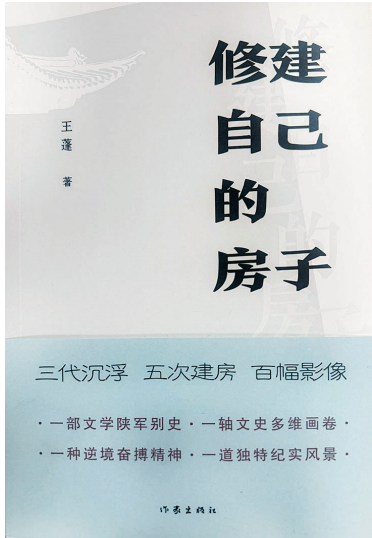 修建
自己
的
房子
王蓬 著
三代沉浮 五次建房 百幅影像
·一部文学陕军别史·一轴文史多维画卷·
·一种逆境奋搏精神·一道独特纪实风景·
作家出版社